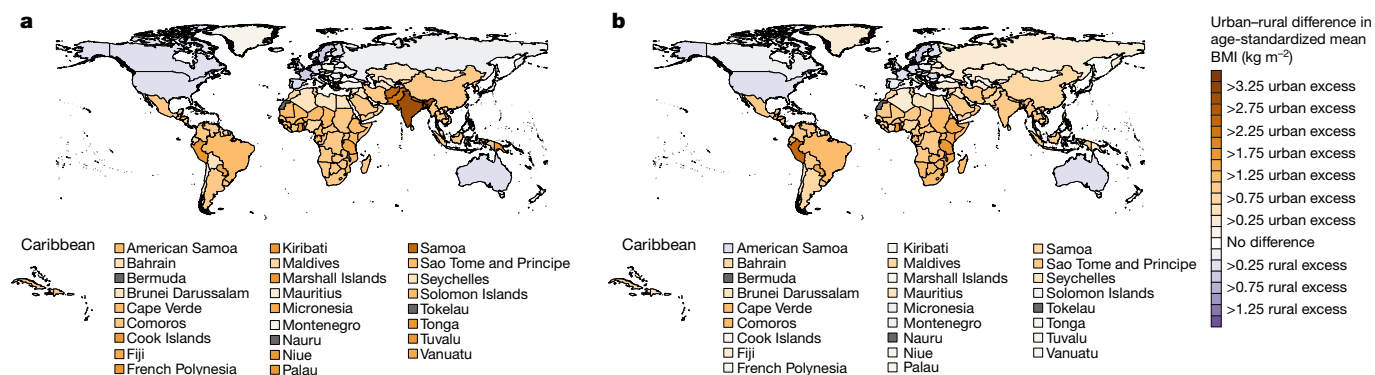 a
Caribbean
American Samoa
Bahrain
Bermuda
Brunei Darussalam
Cape Verde
Comoros
Cook Islands
Fiji
French Polynesia
Kiribati
Maldives
Marshall Islands
Mauritius
Micronesia
Montenegro
Nauru
Niue
Palau
Samoa
Sao Tome and Principe
Seychelles
Solomon Islands
Tokelau
Tonga
Tuvalu
Vanuatu
b
Caribbean
American Samoa
Bahrain
Bermuda
Brunei Darussalam
Cape Verde
Comoros
Cook Islands
Fiji
French Polynesia
Kiribati
Maldives
Marshall Islands
Mauritius
Micronesia
Montenegro
Nauru
Niue
Palau
Samoa
Sao Tome and Principe
Seychelles
Solomon Islands
Tokelau
Tonga
Tuvalu
Vanuatu
Urban–rural difference in
age-standardized mean
BMI (kg m⁻²)
>3.25 urban excess
>2.75 urban excess
>2.25 urban excess
>1.75 urban excess
>1.25 urban excess
>0.75 urban excess
>0.25 urban excess
No difference
>0.25 rural excess
>0.75 rural excess
>1.25 rural excess